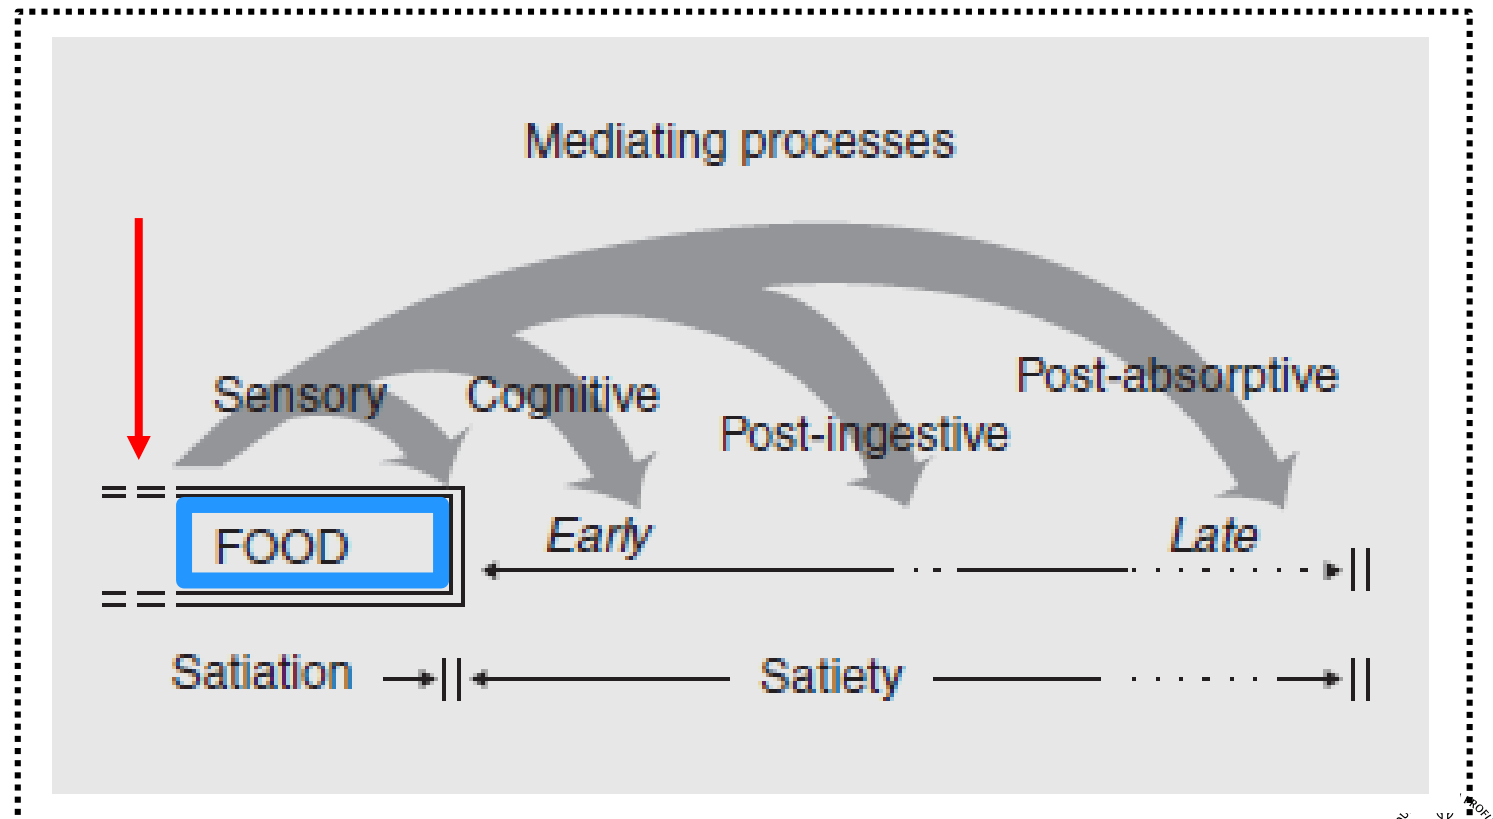 Mediating processes
Sensory
Cognitive
Post-ingestive
Post-absorptive
FOOD
Early
Late
Satiation
Satiety